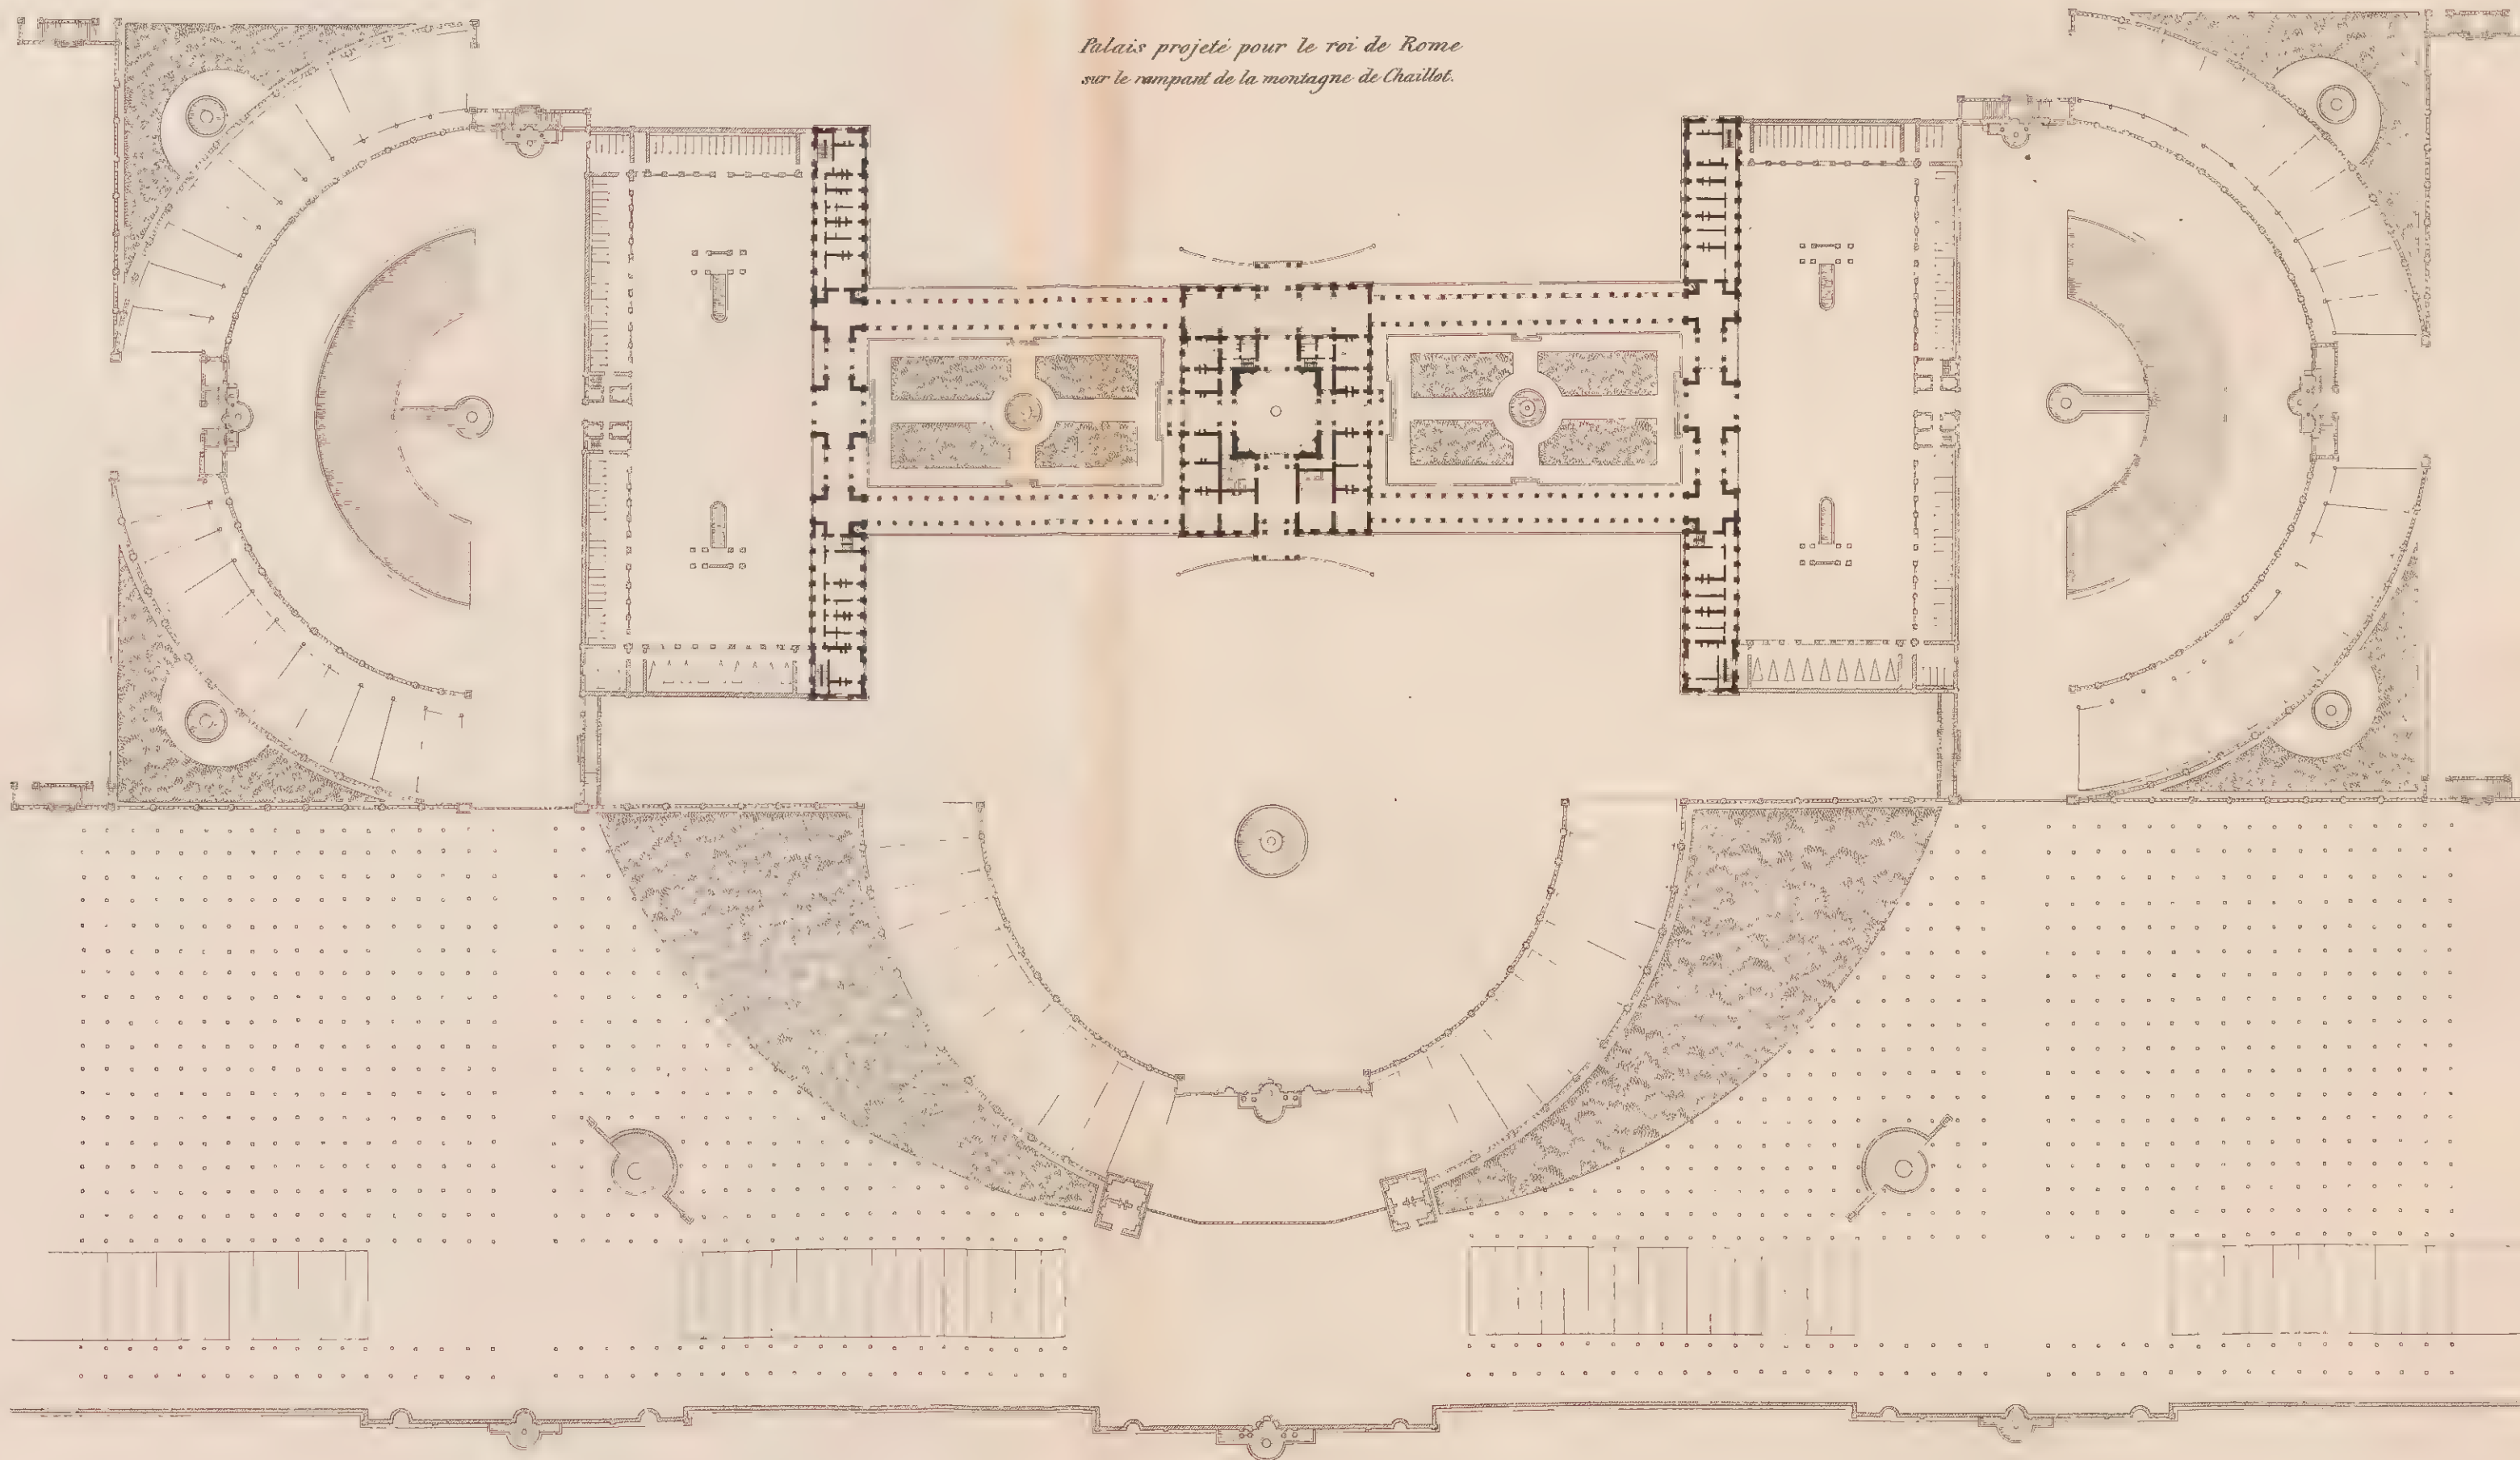 Palais projeté pour le roi de Rome
sur le rampant de la montagne de Chaillot.